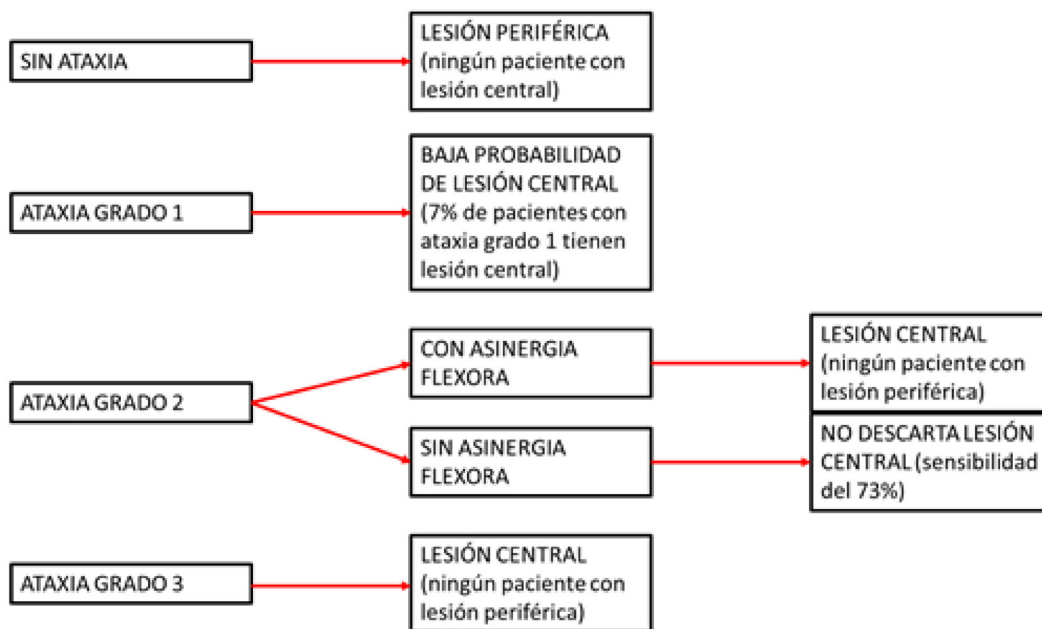 SIN ATAXIA
LESIÓN PERIFÉRICA
(ningún paciente con
lesión central)
ATAXIA GRADO 1
BAJA PROBABILIDAD
DE LESIÓN CENTRAL
(7% de pacientes con
ataxia grado 1 tienen
lesión central)
ATAXIA GRADO 2
CON ASINERGIA
FLEXORA
LESIÓN CENTRAL
(ningún paciente con
lesión periférica)
SIN ASINERGIA
FLEXORA
NO DESCARTA LESIÓN
CENTRAL (sensibilidad
del 73%)
ATAXIA GRADO 3
LESIÓN CENTRAL
(ningún paciente con
lesión periférica)